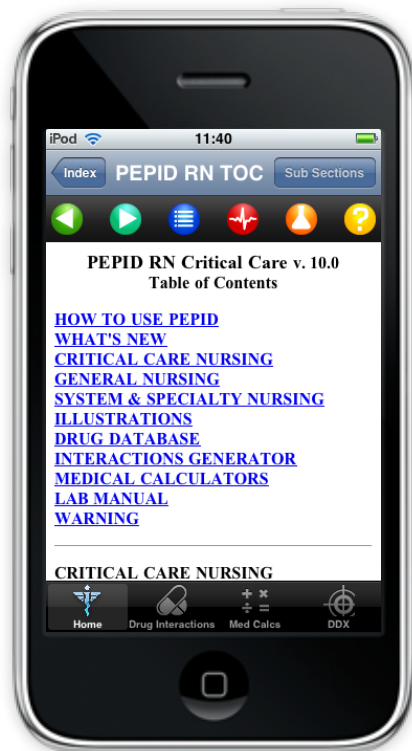 iPod 11:40
Index PEPID RN TOC Sub Sections
?
PEPID RN Critical Care v. 10.0
Table of Contents
HOW TO USE PEPID
WHAT'S NEW
CRITICAL CARE NURSING
GENERAL NURSING
SYSTEM & SPECIALTY NURSING
ILLUSTRATIONS
DRUG DATABASE
INTERACTIONS GENERATOR
MEDICAL CALCULATORS
LAB MANUAL
WARNING
CRITICAL CARE NURSING
Home Drug Interactions Med Calcs DDX